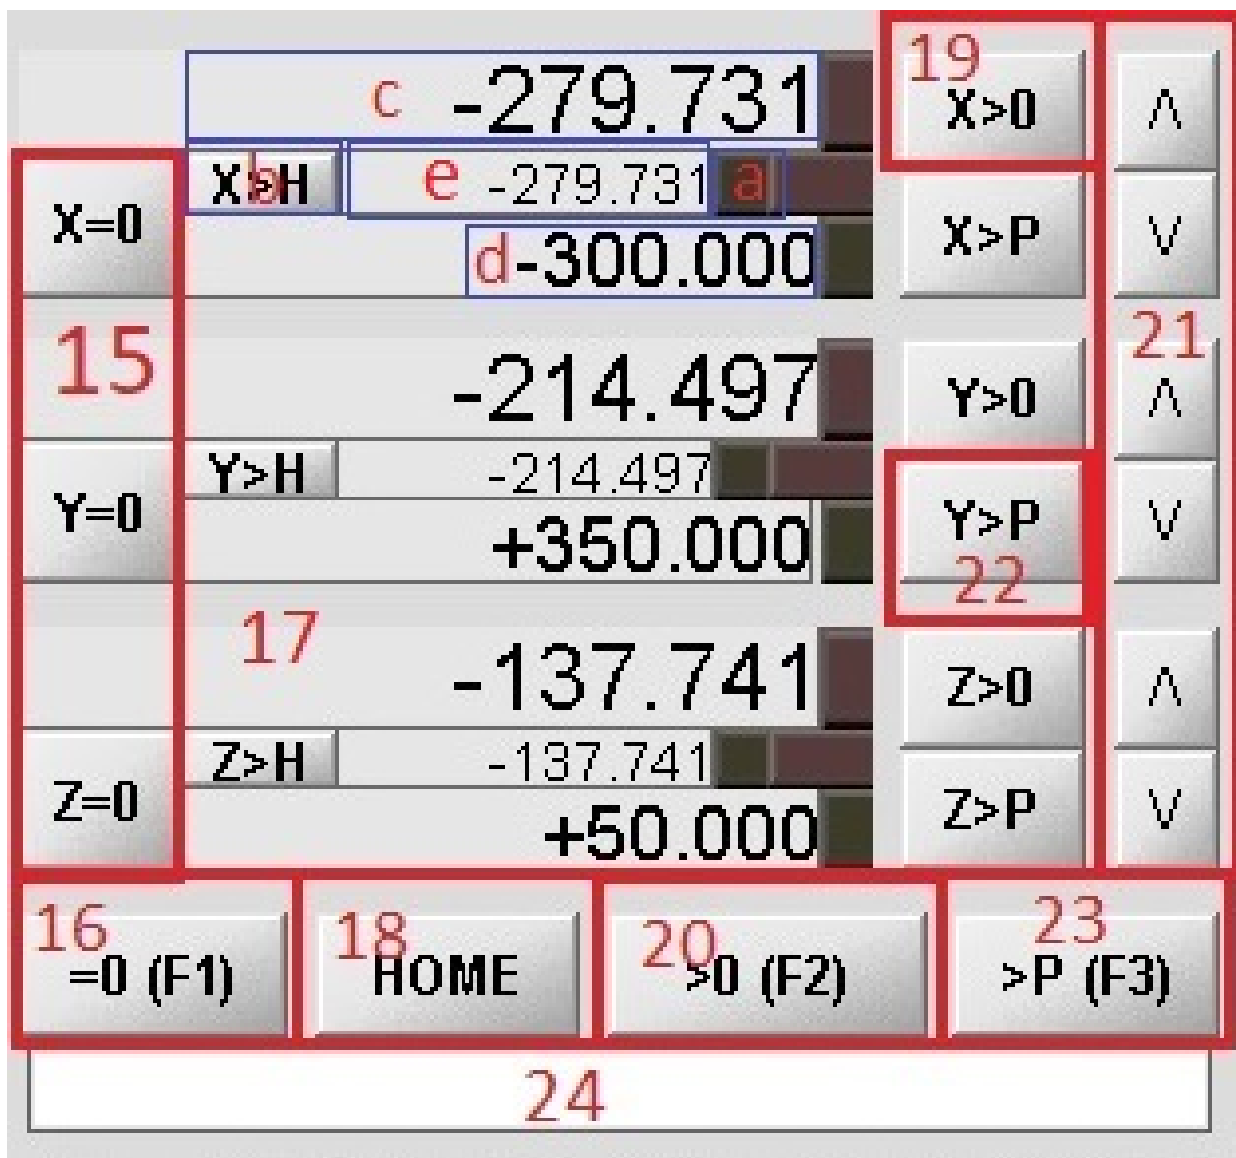 19
c -279.731 X>0 ʌ
X>H b e -279.731 a
X=0 X>P V
d -300.000
15 21
-214.497 Y>0 ʌ
Y>H -214.497
Y=0 Y>P V
+350.000 22
17
-137.741 Z>0 ʌ
Z>H -137.741
Z=0 Z>P V
+50.000
16 18 20 23
=0 (F1) HOME >0 (F2) >P (F3)
24